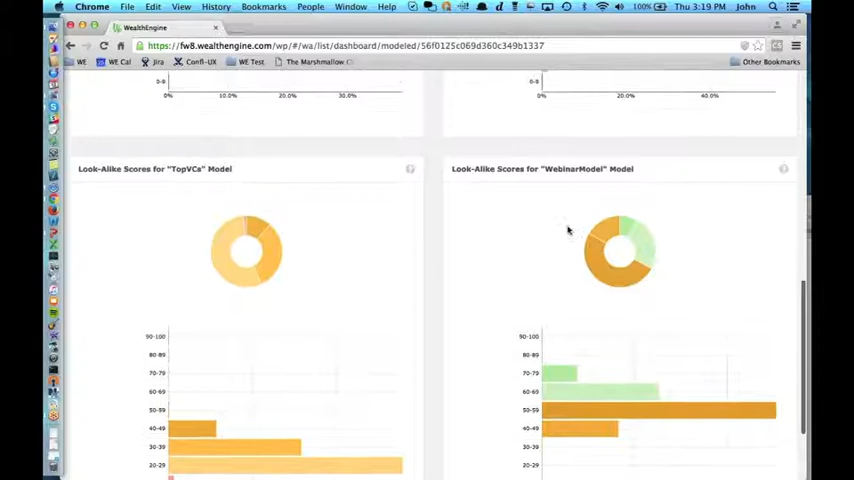 Chrome File Edit View History Bookmarks People Window Help 100% Thu 3:19 PM John
WealthEngine
https://fw8.wealthengine.com/wp/#/wa/list/dashboard/modeled/56f0125c069d360c349b1337
WE WE Cal Jira Confl-UX WE Test The Marshmallow C Other Bookmarks
0-8 0-8
0% 10.0% 20.0% 30.0% 0% 20.0% 40.0%
Look-Alike Scores for "TopVCs" Model Look-Alike Scores for "WebinarModel" Model
90-100 90-100
80-89 80-89
70-79 70-79
60-69 60-69
50-59 50-59
40-49 40-49
30-39 30-39
20-29 20-29